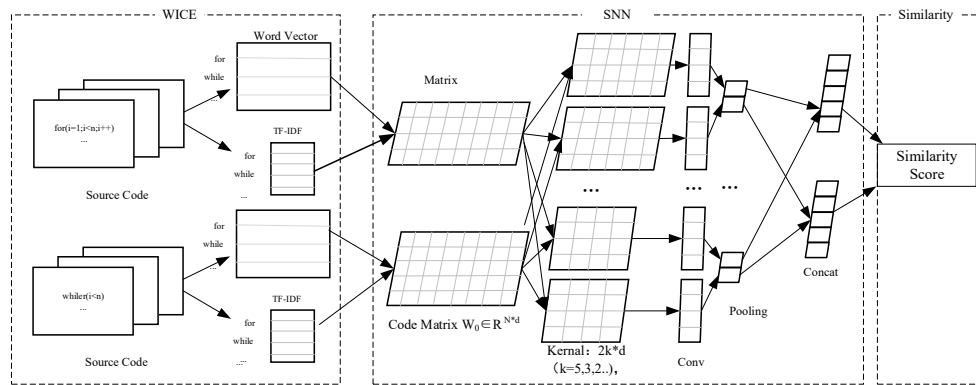 WICE
SNN
Similarity
Word Vector
for
while
...
for(i=1;i<n;i++)
...
Source Code
TF-IDF
for
while
...
for
while
...
whiler(i<n)
...
Source Code
TF-IDF
for
while
...
Matrix
Code Matrix W₀∈R^N*d
... ... ...
Kernal：2k*d
（k=5,3,2..),
Conv
Pooling
Concat
Similarity
Score